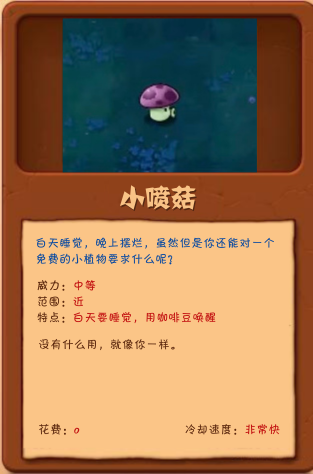 小喷菇
白天睡觉，晚上摆烂，虽然但是你还能对一个
免费的小植物要求什么呢？
威力：中等
范围：近
特点：白天要睡觉，用咖啡豆唤醒
没有什么用，就像你一样。
花费：0 冷却速度：非常快